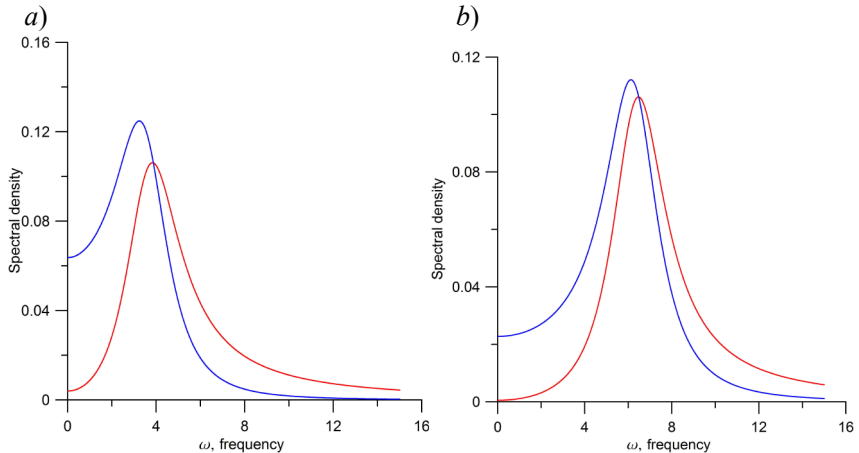 a)
0.16
0.12
0.08
0.04
0
Spectral density
0 4 8 12 16
ω, frequency
b)
0.12
0.08
0.04
0
Spectral density
0 4 8 12 16
ω, frequency